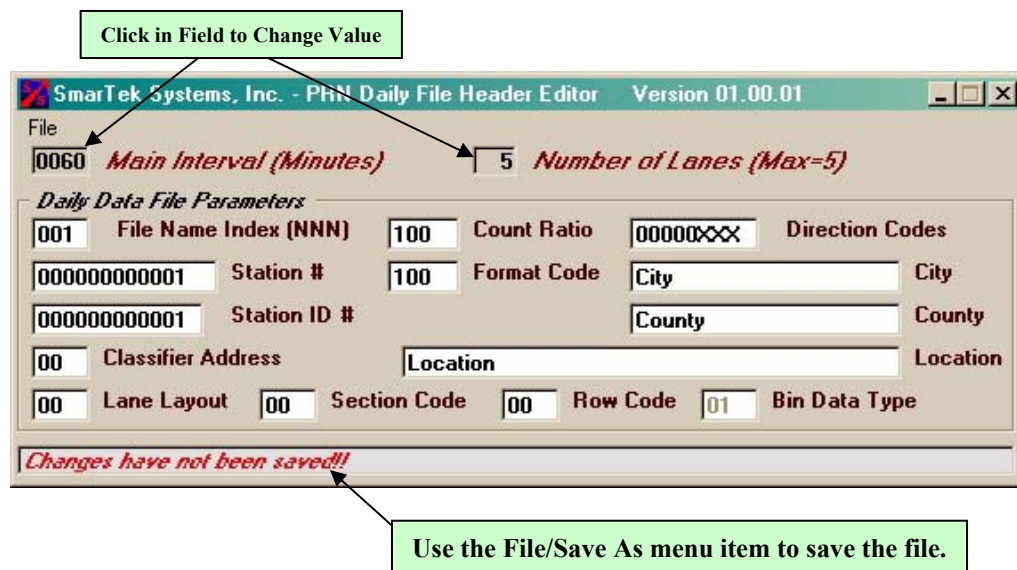 Click in Field to Change Value
SmarTek Systems, Inc. - PRN Daily File Header Editor Version 01.00.01
File
0060 Main Interval (Minutes) 5 Number of Lanes (Max=5)
Daily Data File Parameters
001 File Name Index (NNN) 100 Count Ratio 00000XXX Direction Codes
000000000001 Station # 100 Format Code City City
000000000001 Station ID # County County
00 Classifier Address Location Location
00 Lane Layout 00 Section Code 00 Row Code 01 Bin Data Type
Changes have not been saved!!
Use the File/Save As menu item to save the file.